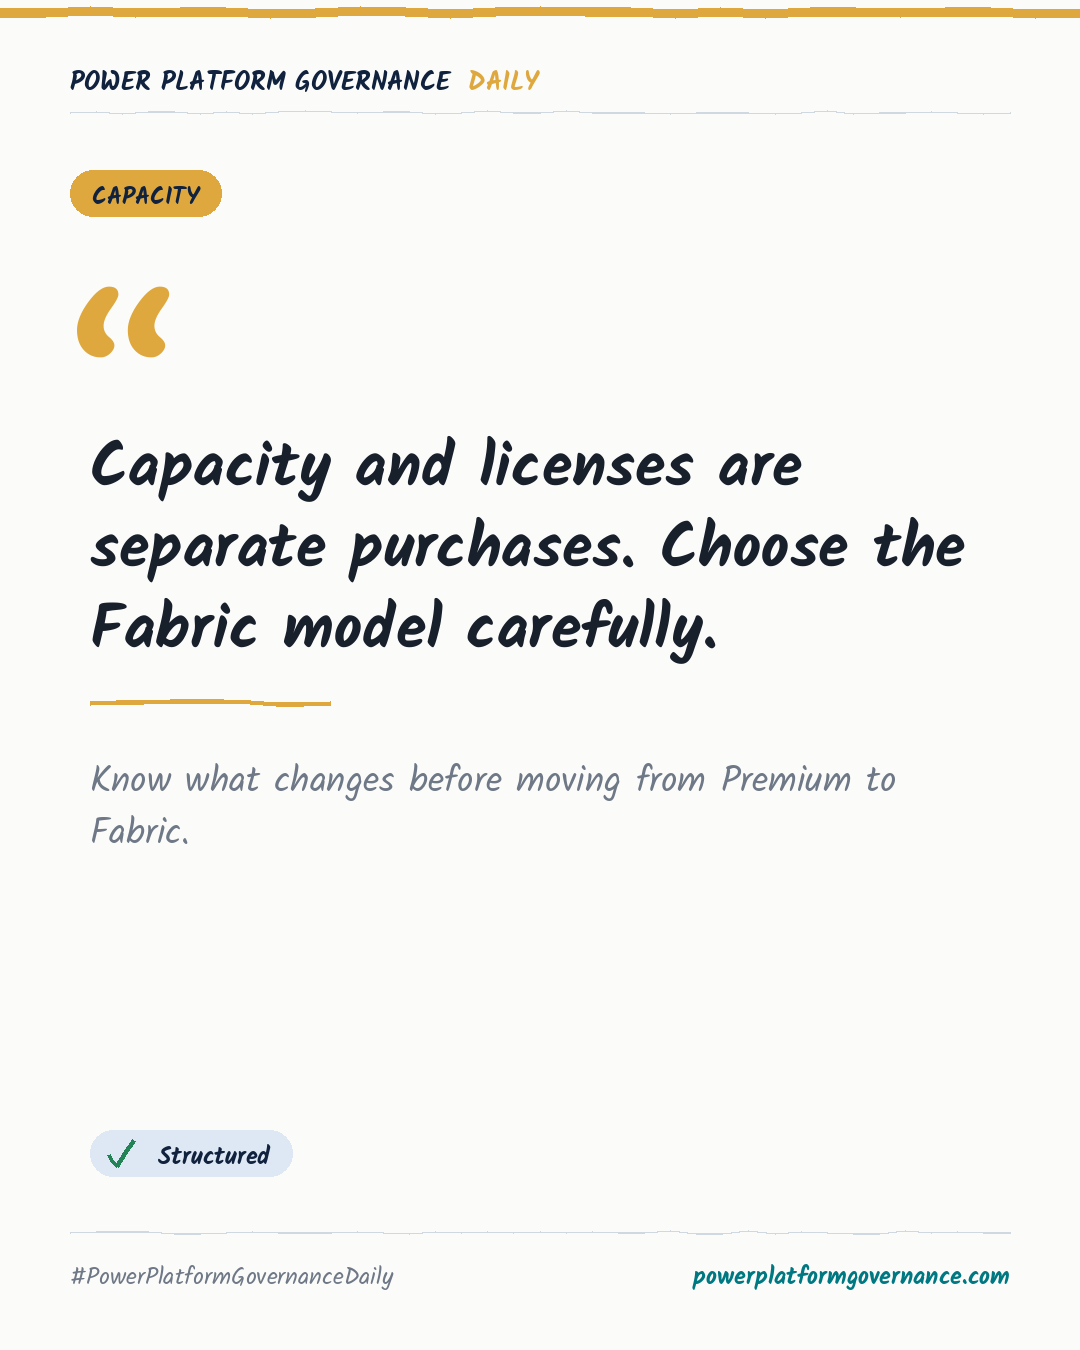 POWER PLATFORM GOVERNANCE DAILY
CAPACITY
“
Capacity and licenses are
separate purchases. Choose the
Fabric model carefully.
Know what changes before moving from Premium to
Fabric.
✓ Structured
#PowerPlatformGovernanceDaily
powerplatformgovernance.com